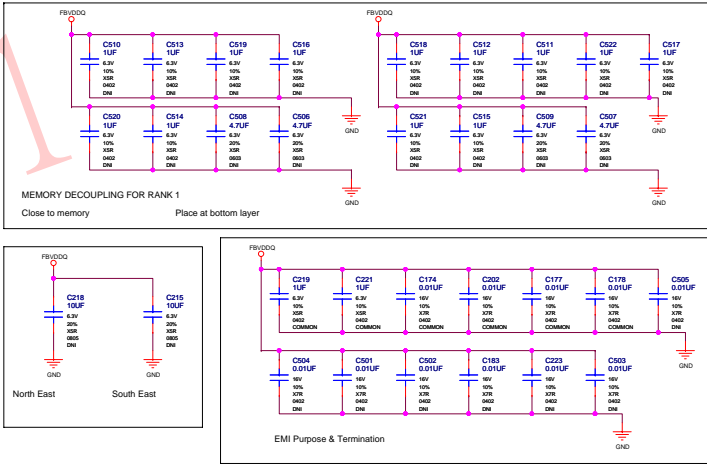 FBVDDQ
C510
1UF
6.3V
10%
X5R
0402
DNI
C513
1UF
6.3V
10%
X5R
0402
DNI
C519
1UF
6.3V
10%
X5R
0402
DNI
C516
1UF
6.3V
10%
X5R
0402
DNI
GND
C520
1UF
6.3V
10%
X5R
0402
DNI
C514
1UF
6.3V
10%
X5R
0402
DNI
C508
4.7UF
6.3V
20%
X5R
0603
DNI
C506
4.7UF
6.3V
20%
X5R
0603
DNI
GND
FBVDDQ
C518
1UF
6.3V
10%
X5R
0402
DNI
C512
1UF
6.3V
10%
X5R
0402
DNI
C511
1UF
6.3V
10%
X5R
0402
DNI
C522
1UF
6.3V
10%
X5R
0402
DNI
C517
1UF
6.3V
10%
X5R
0402
DNI
GND
C521
1UF
6.3V
10%
X5R
0402
DNI
C515
1UF
6.3V
10%
X5R
0402
DNI
C509
4.7UF
6.3V
20%
X5R
0603
DNI
C507
4.7UF
6.3V
20%
X5R
0603
DNI
GND
MEMORY DECOUPLING FOR RANK 1
Close to memory Place at bottom layer
FBVDDQ
C218
10UF
6.3V
20%
X5R
0805
DNI
GND
C215
10UF
6.3V
20%
X5R
0805
DNI
GND
North East South East
FBVDDQ
C219
1UF
6.3V
10%
X5R
0402
COMMON
C221
1UF
6.3V
10%
X5R
0402
COMMON
C174
0.01UF
16V
10%
X7R
0402
COMMON
C202
0.01UF
16V
10%
X7R
0402
COMMON
C177
0.01UF
16V
10%
X7R
0402
COMMON
C178
0.01UF
16V
10%
X7R
0402
COMMON
C505
0.01UF
16V
10%
X7R
0402
DNI
GND
C504
0.01UF
16V
10%
X7R
0402
DNI
C501
0.01UF
16V
10%
X7R
0402
DNI
C502
0.01UF
16V
10%
X7R
0402
DNI
C183
0.01UF
16V
10%
X7R
0402
DNI
C223
0.01UF
16V
10%
X7R
0402
DNI
C503
0.01UF
16V
10%
X7R
0402
DNI
GND
EMI Purpose & Termination